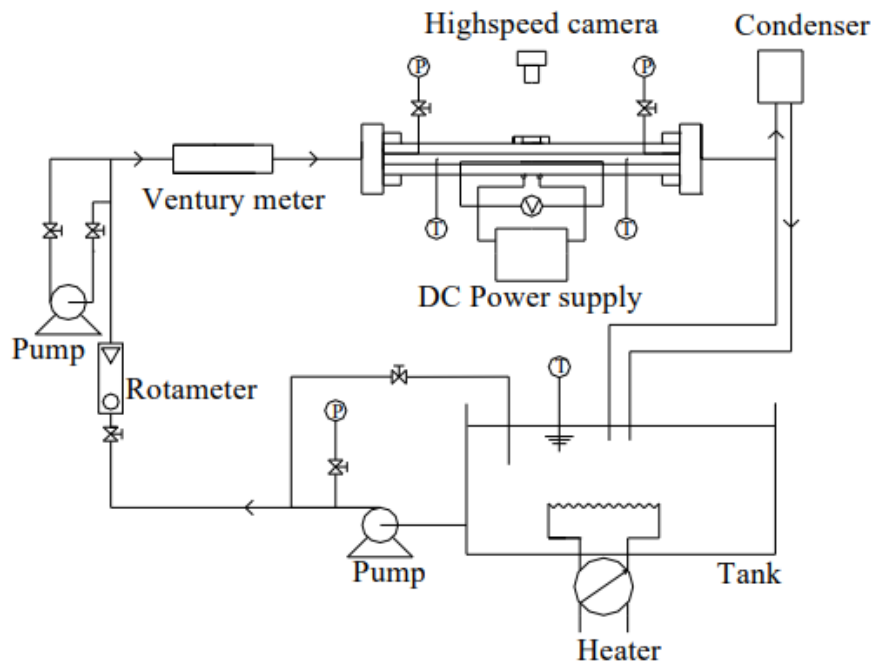 Highspeed camera
Condenser
P
P
Ventury meter
V
T
T
DC Power supply
Pump
Rotameter
T
P
Pump
Tank
Heater